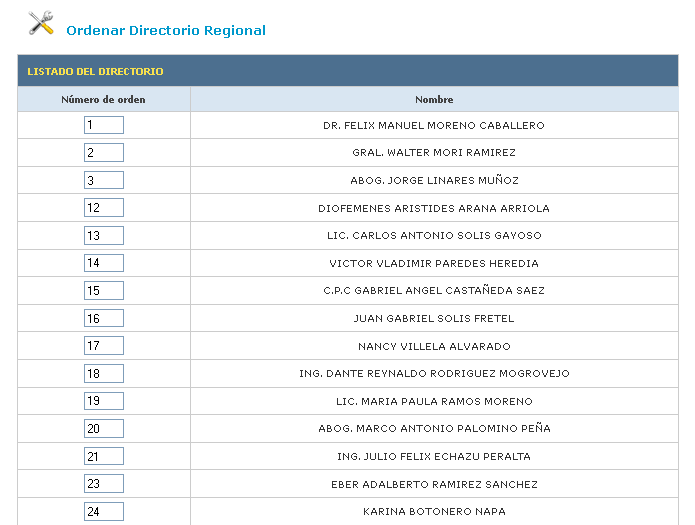 Ordenar Directorio Regional
LISTADO DEL DIRECTORIO
Número de orden Nombre
1 DR. FELIX MANUEL MORENO CABALLERO
2 GRAL. WALTER MORI RAMIREZ
3 ABOG. JORGE LINARES MUÑOZ
12 DIOFEMENES ARISTIDES ARANA ARRIOLA
13 LIC. CARLOS ANTONIO SOLIS GAYOSO
14 VICTOR VLADIMIR PAREDES HEREDIA
15 C.P.C GABRIEL ANGEL CASTAÑEDA SAEZ
16 JUAN GABRIEL SOLIS FRETEL
17 NANCY VILLELA ALVARADO
18 ING. DANTE REYNALDO RODRIGUEZ MOGROVEJO
19 LIC. MARIA PAULA RAMOS MORENO
20 ABOG. MARCO ANTONIO PALOMINO PEÑA
21 ING. JULIO FELIX ECHAZU PERALTA
23 EBER ADALBERTO RAMIREZ SANCHEZ
24 KARINA BOTONERO NAPA